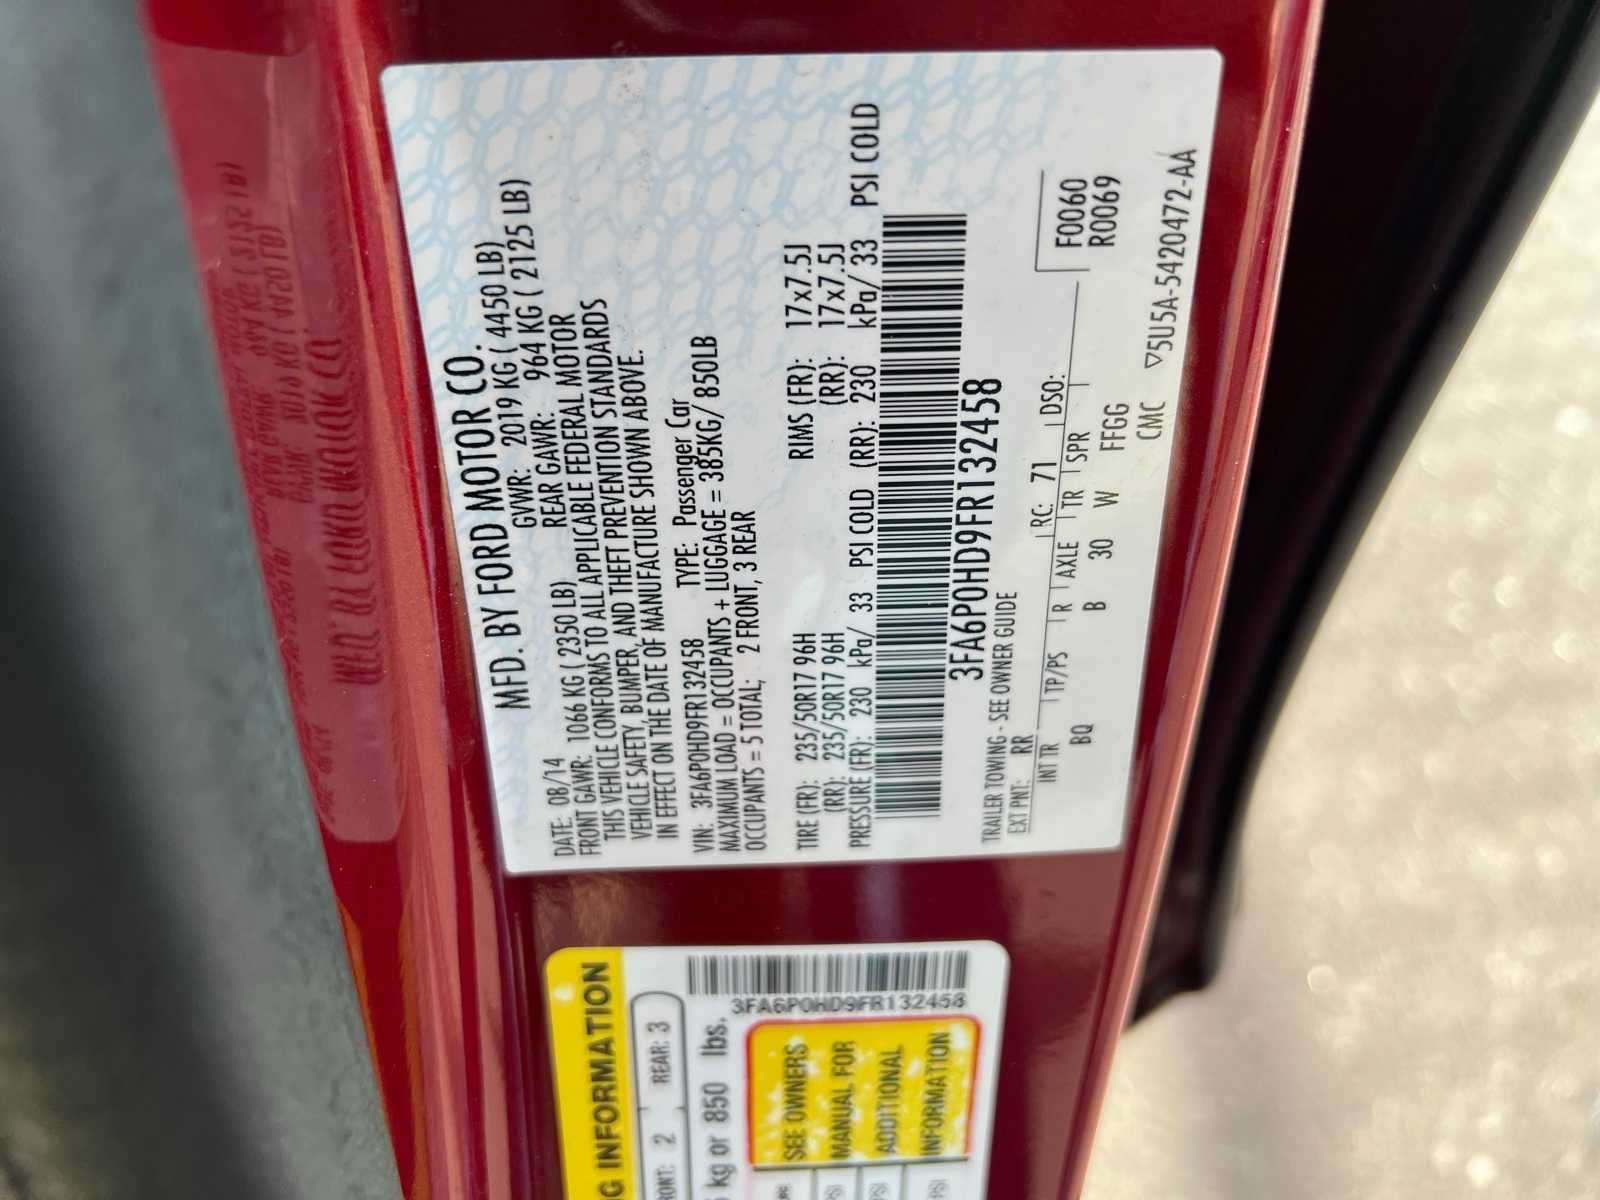 MFD. BY FORD MOTOR CO.
DATE: 08/14 GVWR: 2019 KG ( 4450 LB)
FRONT GAWR: 1066 KG ( 2350 LB) REAR GAWR: 964 KG ( 2125 LB)
THIS VEHICLE CONFORMS TO ALL APPLICABLE FEDERAL MOTOR
VEHICLE SAFETY, BUMPER, AND THEFT PREVENTION STANDARDS
IN EFFECT ON THE DATE OF MANUFACTURE SHOWN ABOVE.
VIN: 3FA6P0HD9FR132458 TYPE: Passenger Car
MAXIMUM LOAD = OCCUPANTS + LUGGAGE = 385KG/ 850LB
OCCUPANTS = 5 TOTAL; 2 FRONT, 3 REAR
TIRE (FR): 235/50R17 96H RIMS (FR): 17x7.5J
(RR): 235/50R17 96H (RR): 17x7.5J
PRESSURE (FR): 230 kPa/ 33 PSI COLD (RR): 230 kPa/ 33 PSI COLD
3FA6P0HD9FR132458
TRAILER TOWING - SEE OWNER GUIDE
EXT PNT: RR RC: 71 DSO: F0060
R0069
INT TR TP/PS R AXLE TR SPR
BQ B 30 W FFGG
CMC ▽5U5A-5420472-AA
INFORMATION
2 REAR: 3
kg or 850 lbs.
3FA6P0HD9FR132458
SEE OWNERS
MANUAL FOR
ADDITIONAL
INFORMATION